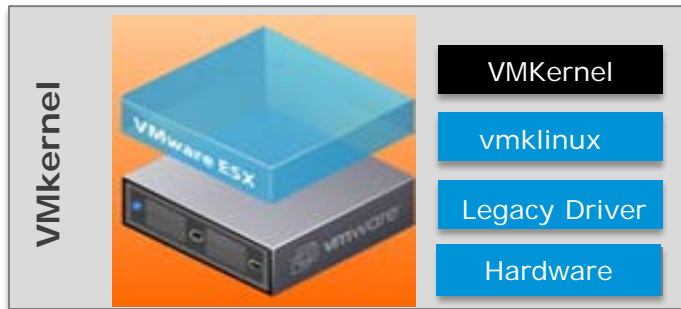 VMkernel
VMware ESX
vmware
VMKernel
vmklinux
Legacy Driver
Hardware